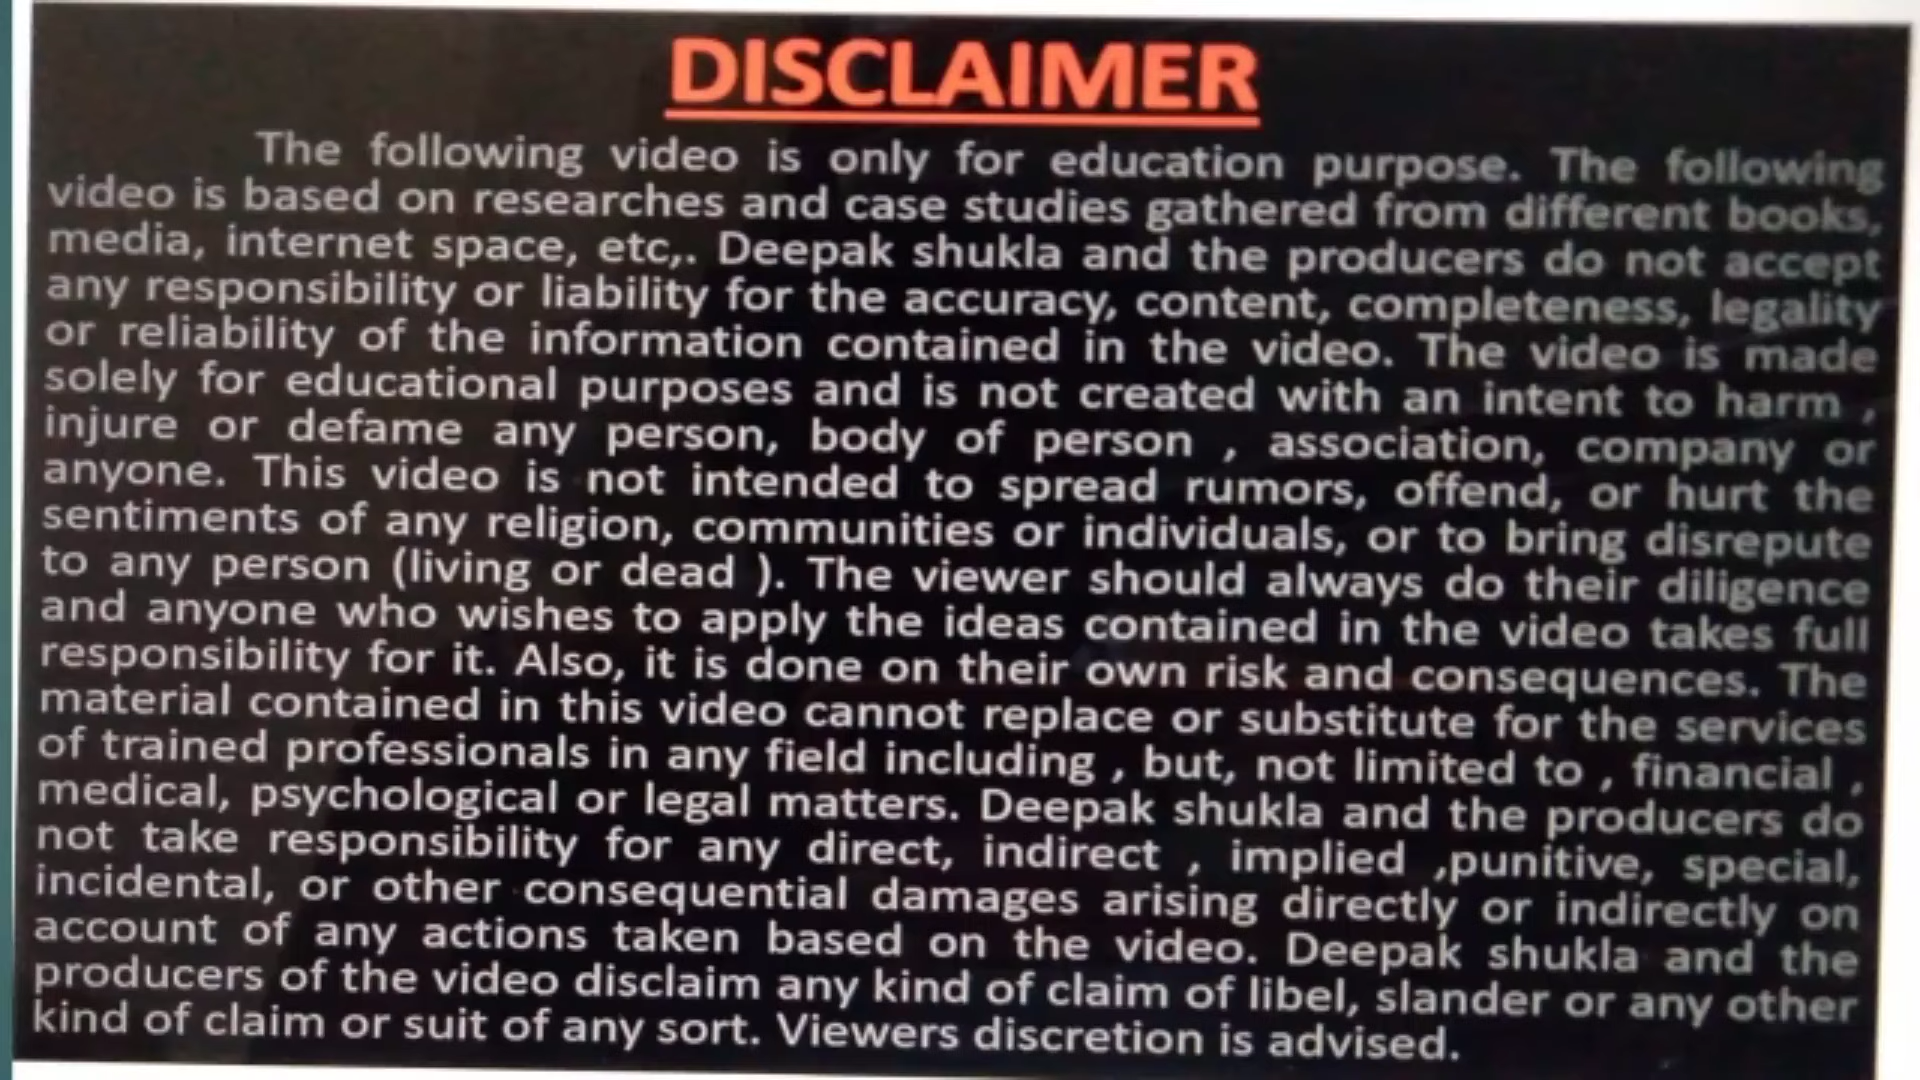 DISCLAIMER
The following video is only for education purpose. The following
video is based on researches and case studies gathered from different books,
media, internet space, etc,. Deepak shukla and the producers do not accept
any responsibility or liability for the accuracy, content, completeness, legality
or reliability of the information contained in the video. The video is made
solely for educational purposes and is not created with an intent to harm ,
injure or defame any person, body of person , association, company or
anyone. This video is not intended to spread rumors, offend, or hurt the
sentiments of any religion, communities or individuals, or to bring disrepute
to any person (living or dead ). The viewer should always do their diligence
and anyone who wishes to apply the ideas contained in the video takes full
responsibility for it. Also, it is done on their own risk and consequences. The
material contained in this video cannot replace or substitute for the services
of trained professionals in any field including , but, not limited to , financial ,
medical, psychological or legal matters. Deepak shukla and the producers do
not take responsibility for any direct, indirect , implied ,punitive, special,
incidental, or other consequential damages arising directly or indirectly on
account of any actions taken based on the video. Deepak shukla and the
producers of the video disclaim any kind of claim of libel, slander or any other
kind of claim or suit of any sort. Viewers discretion is advised.